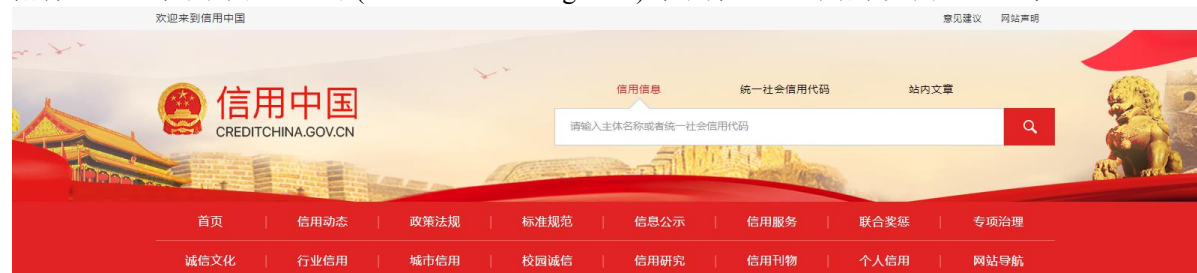 欢迎来到信用中国
意见建议 网站声明
信用中国
CREDITCHINA.GOV.CN
信用信息 统一社会信用代码 站内文章
请输入主体名称或者统一社会信用代码
首页 | 信用动态 | 政策法规 | 标准规范 | 信息公示 | 信用服务 | 联合奖惩 | 专项治理
诚信文化 | 行业信用 | 城市信用 | 校园诚信 | 信用研究 | 信用刊物 | 个人信用 | 网站导航